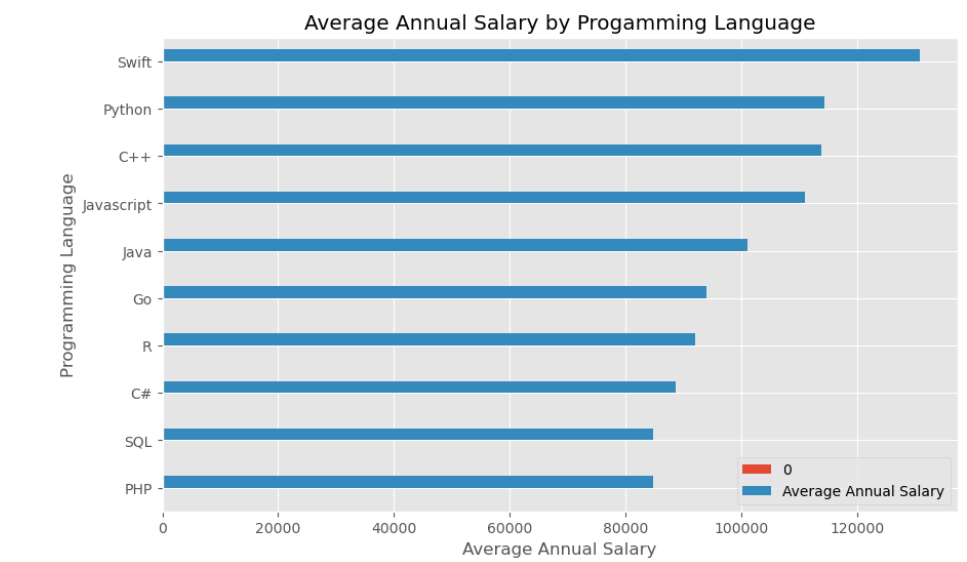 Average Annual Salary by Progamming Language
Programming Language
Swift
Python
C++
Javascript
Java
Go
R
C#
SQL
PHP
0
Average Annual Salary
0 20000 40000 60000 80000 100000 120000
Average Annual Salary